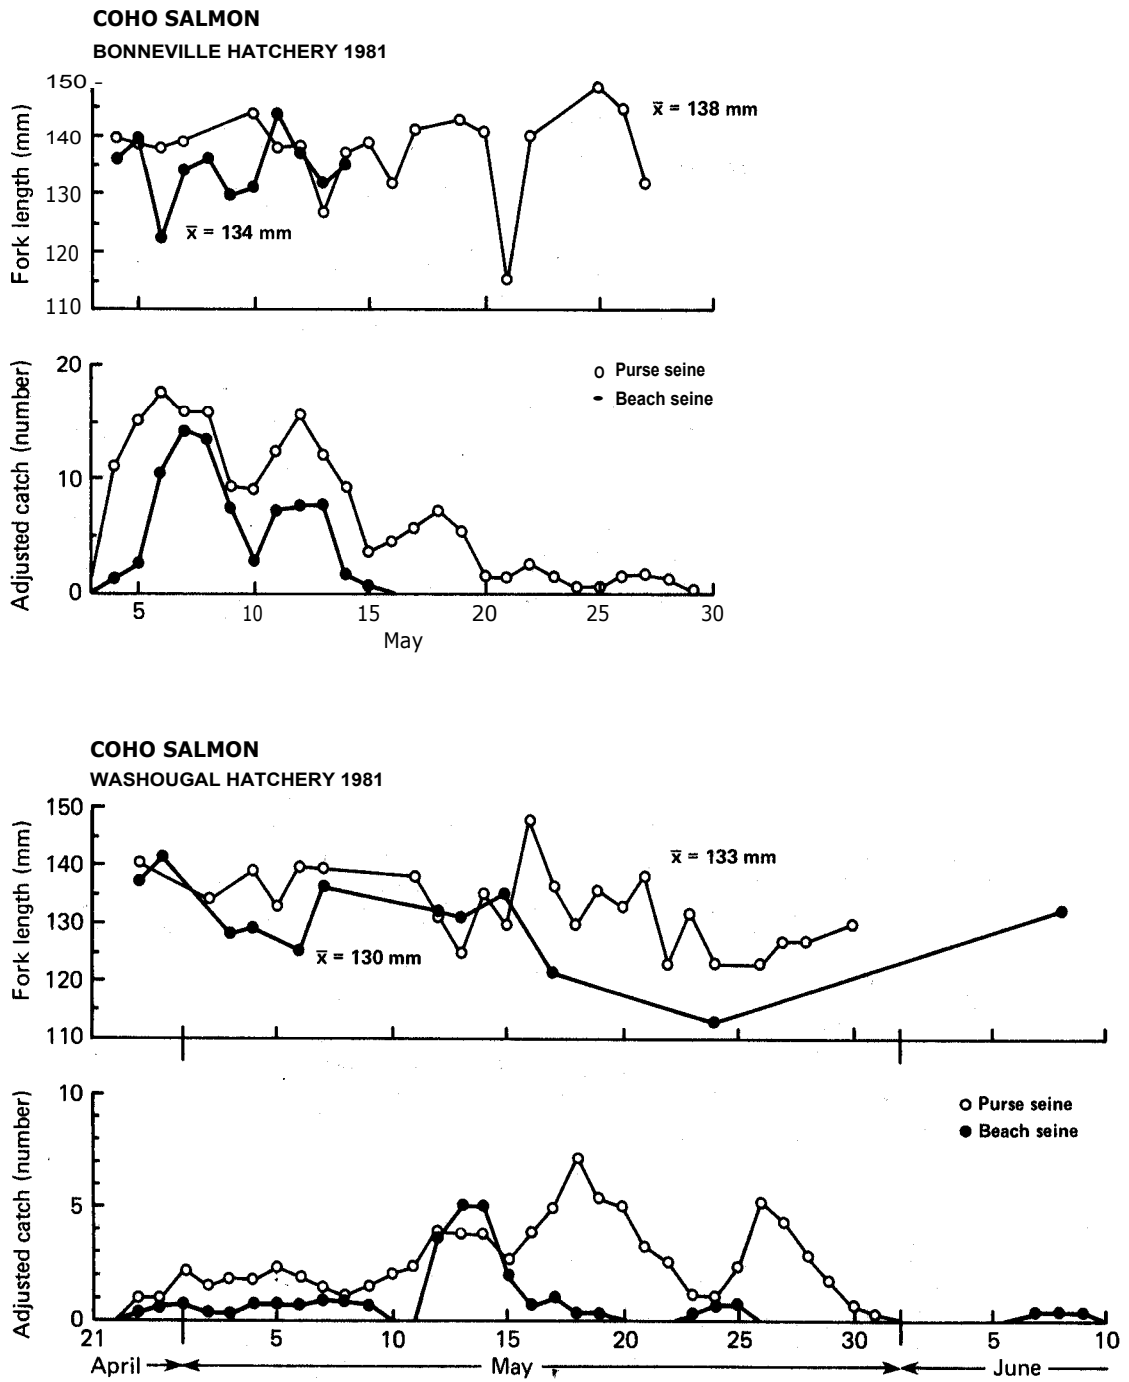 COHO SALMON
BONNEVILLE HATCHERY 1981
Fork length (mm)
150
140
130
120
110
x̄ = 138 mm
x̄ = 134 mm
Adjusted catch (number)
20
10
0
Purse seine
Beach seine
5 10 15 20 25 30
May
COHO SALMON
WASHOUGAL HATCHERY 1981
Fork length (mm)
150
140
130
120
110
x̄ = 133 mm
x̄ = 130 mm
Adjusted catch (number)
10
5
0
Purse seine
Beach seine
21 5 10 15 20 25 30 5 10
April May June